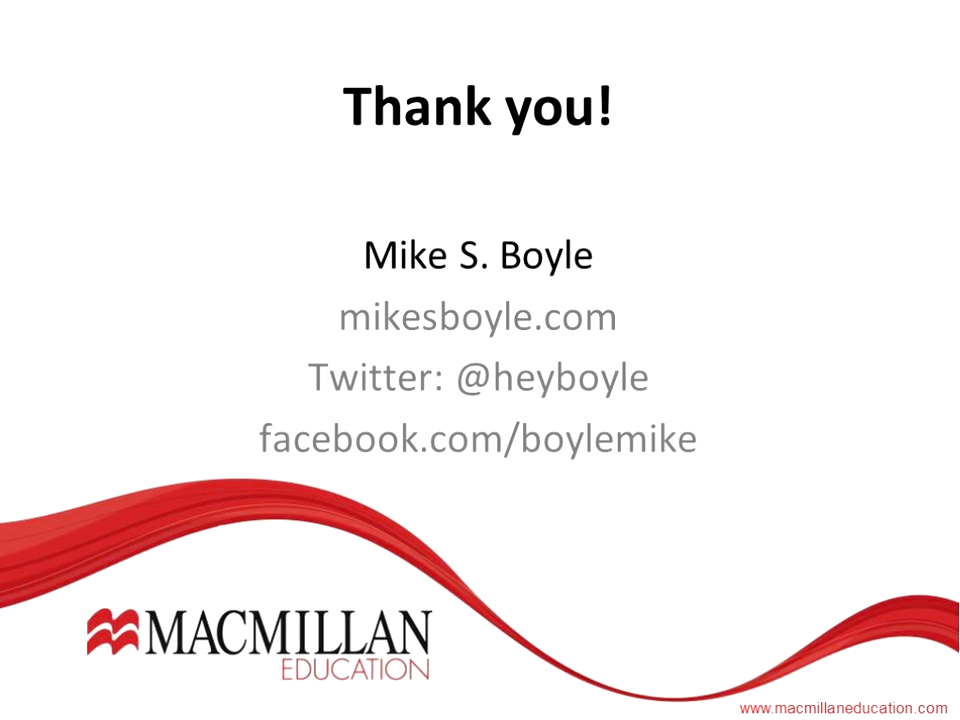 Thank you!
Mike S. Boyle
mikesboyle.com
Twitter: @heyboyle
facebook.com/boylemike
MACMILLAN
EDUCATION
www.macmillaneducation.com